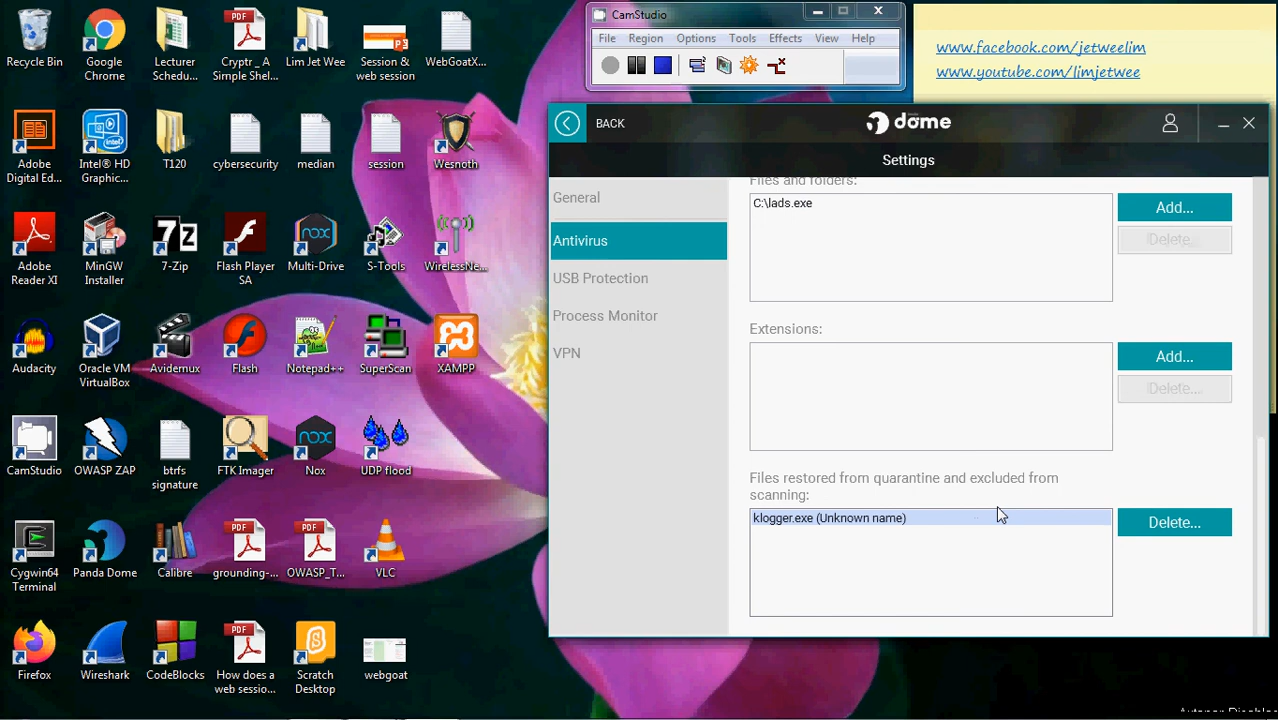 CamStudio
File Region Options Tools Effects View Help
www.facebook.com/jetweelim
www.youtube.com/limjetwee
Recycle Bin
Google
Chrome
Lecturer
Schedu...
Cryptr _ A
Simple Shel...
Lim Jet Wee
Session &
web session
WebGoatX...
Adobe
Digital Ed...
Intel® HD
Graphic...
T120
cybersecurity
median
session
Wesnoth
Adobe
Reader XI
MinGW
Installer
7-Zip
Flash Player
SA
Multi-Drive
S-Tools
WirelessNe...
Audacity
Oracle VM
VirtualBox
Avidemux
Flash
Notepad++
SuperScan
XAMPP
CamStudio
OWASP ZAP
btrfs
signature
FTK Imager
Nox
UDP flood
Cygwin64
Terminal
Panda Dome
Calibre
grounding-...
OWASP_T...
VLC
Firefox
Wireshark
CodeBlocks
How does a
web sessio...
Scratch
Desktop
webgoat
BACK
dome
Settings
General
Antivirus
USB Protection
Process Monitor
VPN
Files and folders:
C:\lads.exe
Add...
Delete...
Extensions:
Add...
Delete...
Files restored from quarantine and excluded from
scanning:
klogger.exe (Unknown name)
Delete...